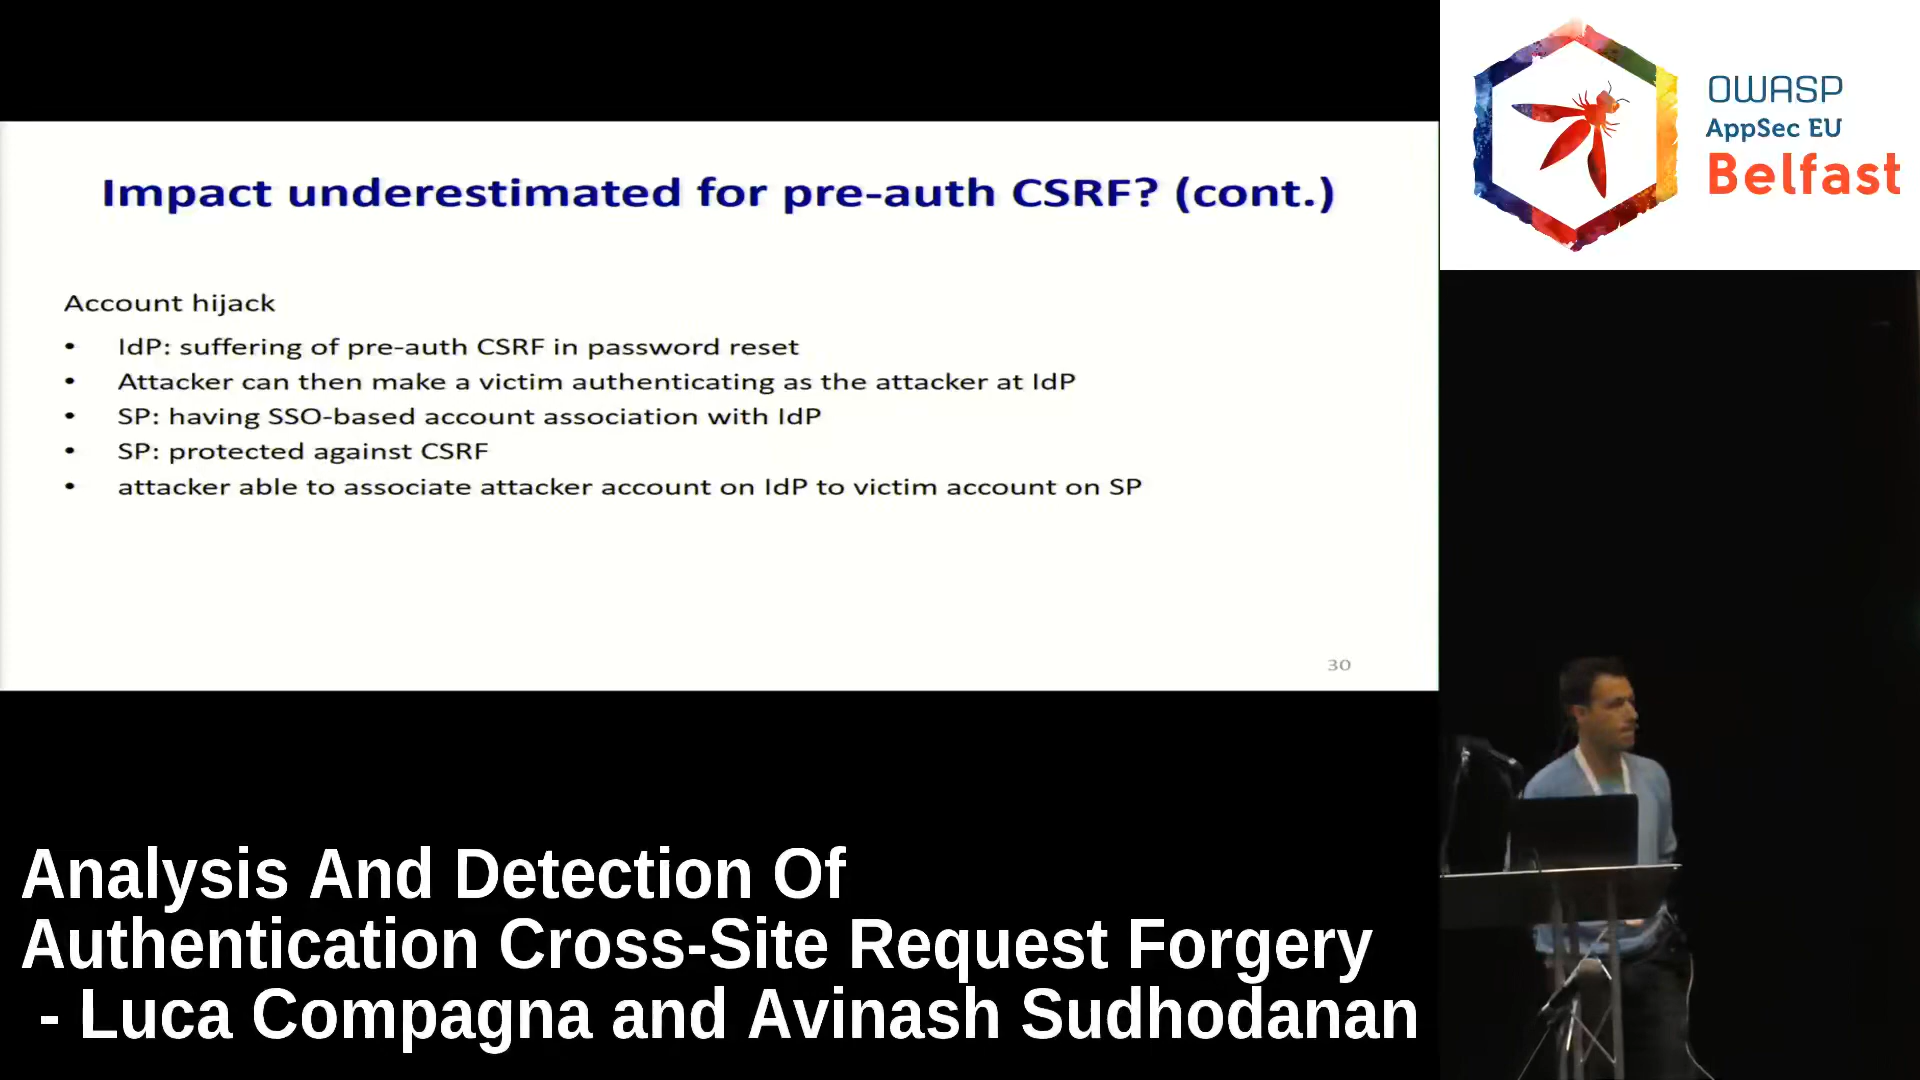 Impact underestimated for pre-auth CSRF? (cont.)
Account hijack
• IdP: suffering of pre-auth CSRF in password reset
• Attacker can then make a victim authenticating as the attacker at IdP
• SP: having SSO-based account association with IdP
• SP: protected against CSRF
• attacker able to associate attacker account on IdP to victim account on SP
30
OWASP
AppSec EU
Belfast
Analysis And Detection Of
Authentication Cross-Site Request Forgery
- Luca Compagna and Avinash Sudhodanan